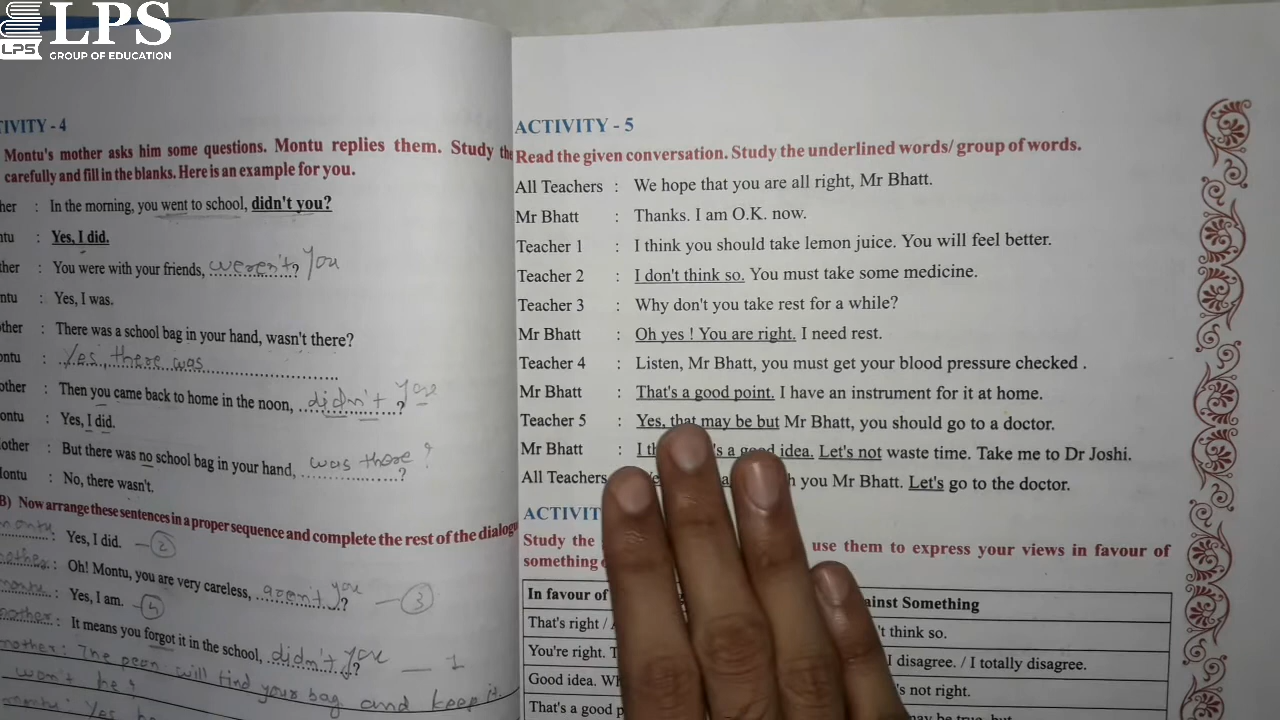 LPS
LPS
GROUP OF EDUCATION
TIVITY - 4
Montu's mother asks him some questions. Montu replies them. Study the
carefully and fill in the blanks. Here is an example for you.
her : In the morning, you went to school, didn't you?
ntu : Yes, I did.
ther : You were with your friends, weren't you ?
ntu : Yes, I was.
other : There was a school bag in your hand, wasn't there?
ontu : Yes, there was
other : Then you came back to home in the noon, didn't you ?
ontu : Yes, I did.
other : But there was no school bag in your hand, was there ?
Montu : No, there wasn't.
B) Now arrange these sentences in a proper sequence and complete the rest of the dialogu
montu : Yes, I did. - 2
mother : Oh! Montu, you are very careless, aren't you ? - 3
montu : Yes, I am. - 4
mother : It means you forgot it in the school, didn't you ? - 1
mother : The peon will find your bag and keep it.
won't he?
montu : Yes he
ACTIVITY - 5
Read the given conversation. Study the underlined words/ group of words.
All Teachers : We hope that you are all right, Mr Bhatt.
Mr Bhatt : Thanks. I am O.K. now.
Teacher 1 : I think you should take lemon juice. You will feel better.
Teacher 2 : I don't think so. You must take some medicine.
Teacher 3 : Why don't you take rest for a while?
Mr Bhatt : Oh yes ! You are right. I need rest.
Teacher 4 : Listen, Mr Bhatt, you must get your blood pressure checked .
Mr Bhatt : That's a good point. I have an instrument for it at home.
Teacher 5 : Yes, that may be but Mr Bhatt, you should go to a doctor.
Mr Bhatt : I th 's a good idea. Let's not waste time. Take me to Dr Joshi.
All Teachers h you Mr Bhatt. Let's go to the doctor.
ACTIVIT
Study the use them to express your views in favour of
something
In favour of ainst Something
That's right / 't think so.
You're right. T I disagree. / I totally disagree.
Good idea. Wh 's not right.
That's a good p may be true, but